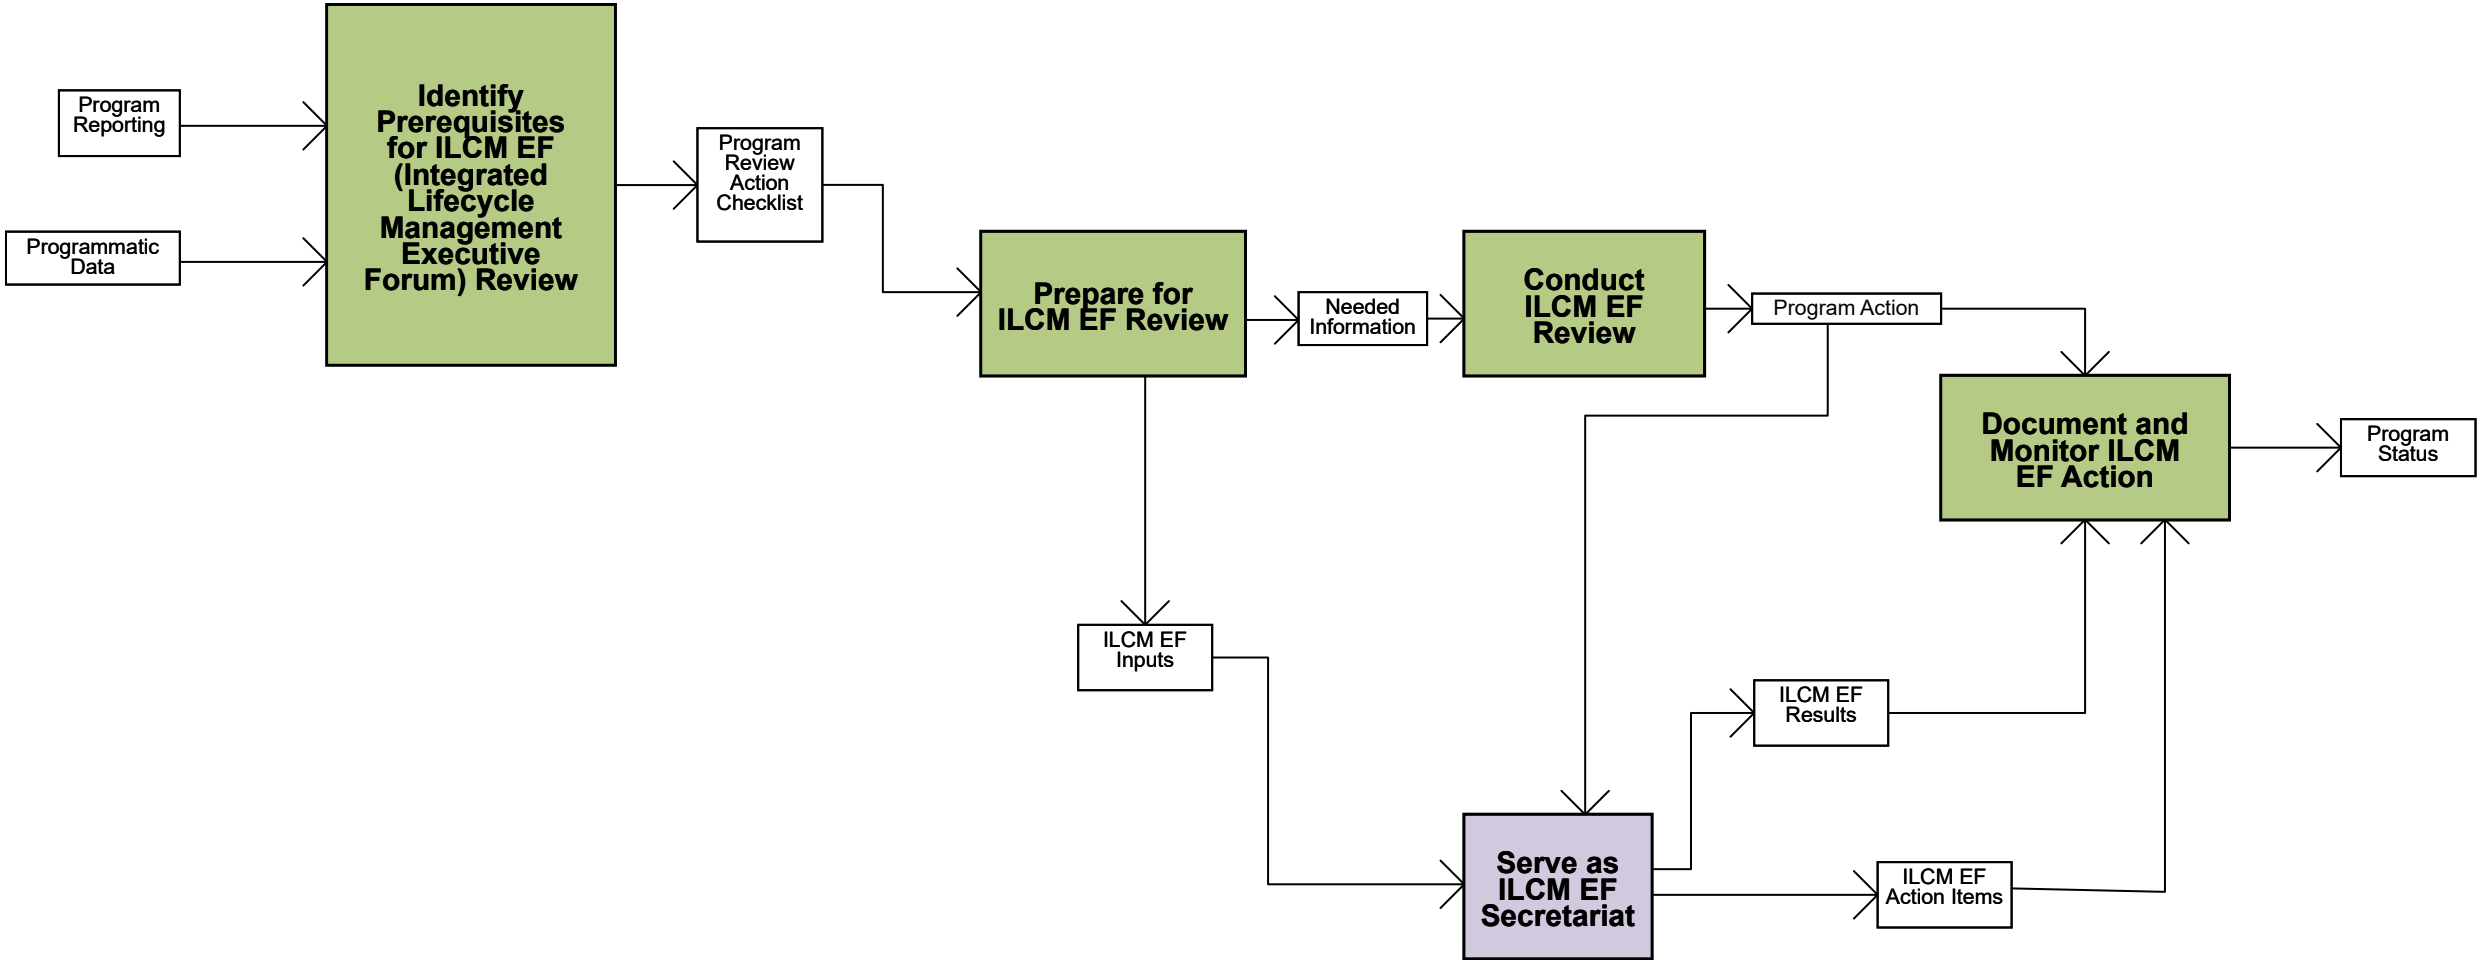 Program
Reporting
Programmatic
Data
Identify
Prerequisites
for ILCM EF
(Integrated
Lifecycle
Management
Executive
Forum) Review
Program
Review
Action
Checklist
Prepare for
ILCM EF Review
Needed
Information
Conduct
ILCM EF
Review
Program Action
Document and
Monitor ILCM
EF Action
Program
Status
ILCM EF
Inputs
ILCM EF
Results
Serve as
ILCM EF
Secretariat
ILCM EF
Action Items